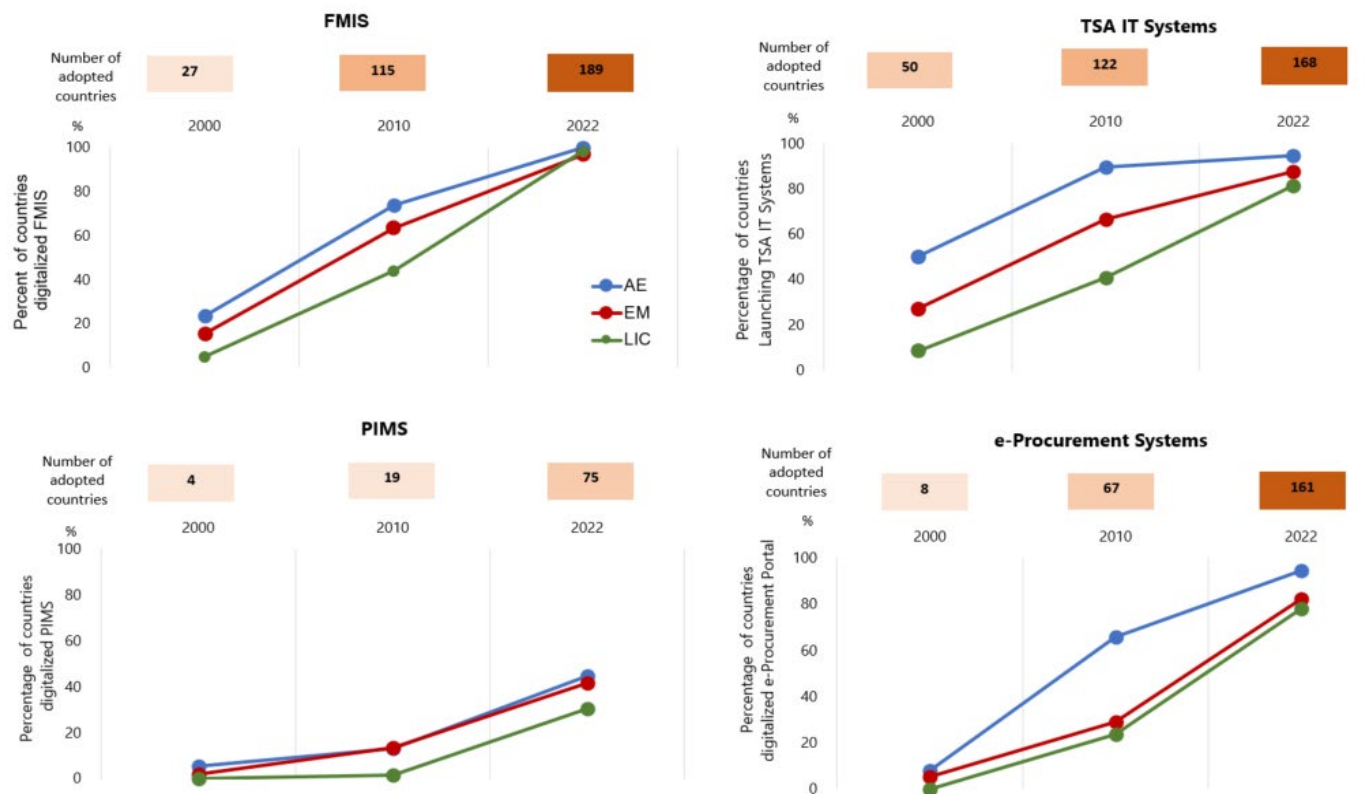 FMIS
Number of
adopted
countries
27
115
189
%
2000
2010
2022
Percent of countries
digitalized FMIS
100
80
60
40
20
0
AE
EM
LIC
TSA IT Systems
Number of
adopted
countries
50
122
168
%
2000
2010
2022
Percentage of countries
Launching TSA IT Systems
100
80
60
40
20
0
PIMS
Number of
adopted
countries
4
19
75
%
2000
2010
2022
Percentage of countries
digitalized PIMS
100
80
60
40
20
0
e-Procurement Systems
Number of
adopted
countries
8
67
161
%
2000
2010
2022
Percentage of countries
digitalized e-Procurement Portal
100
80
60
40
20
0